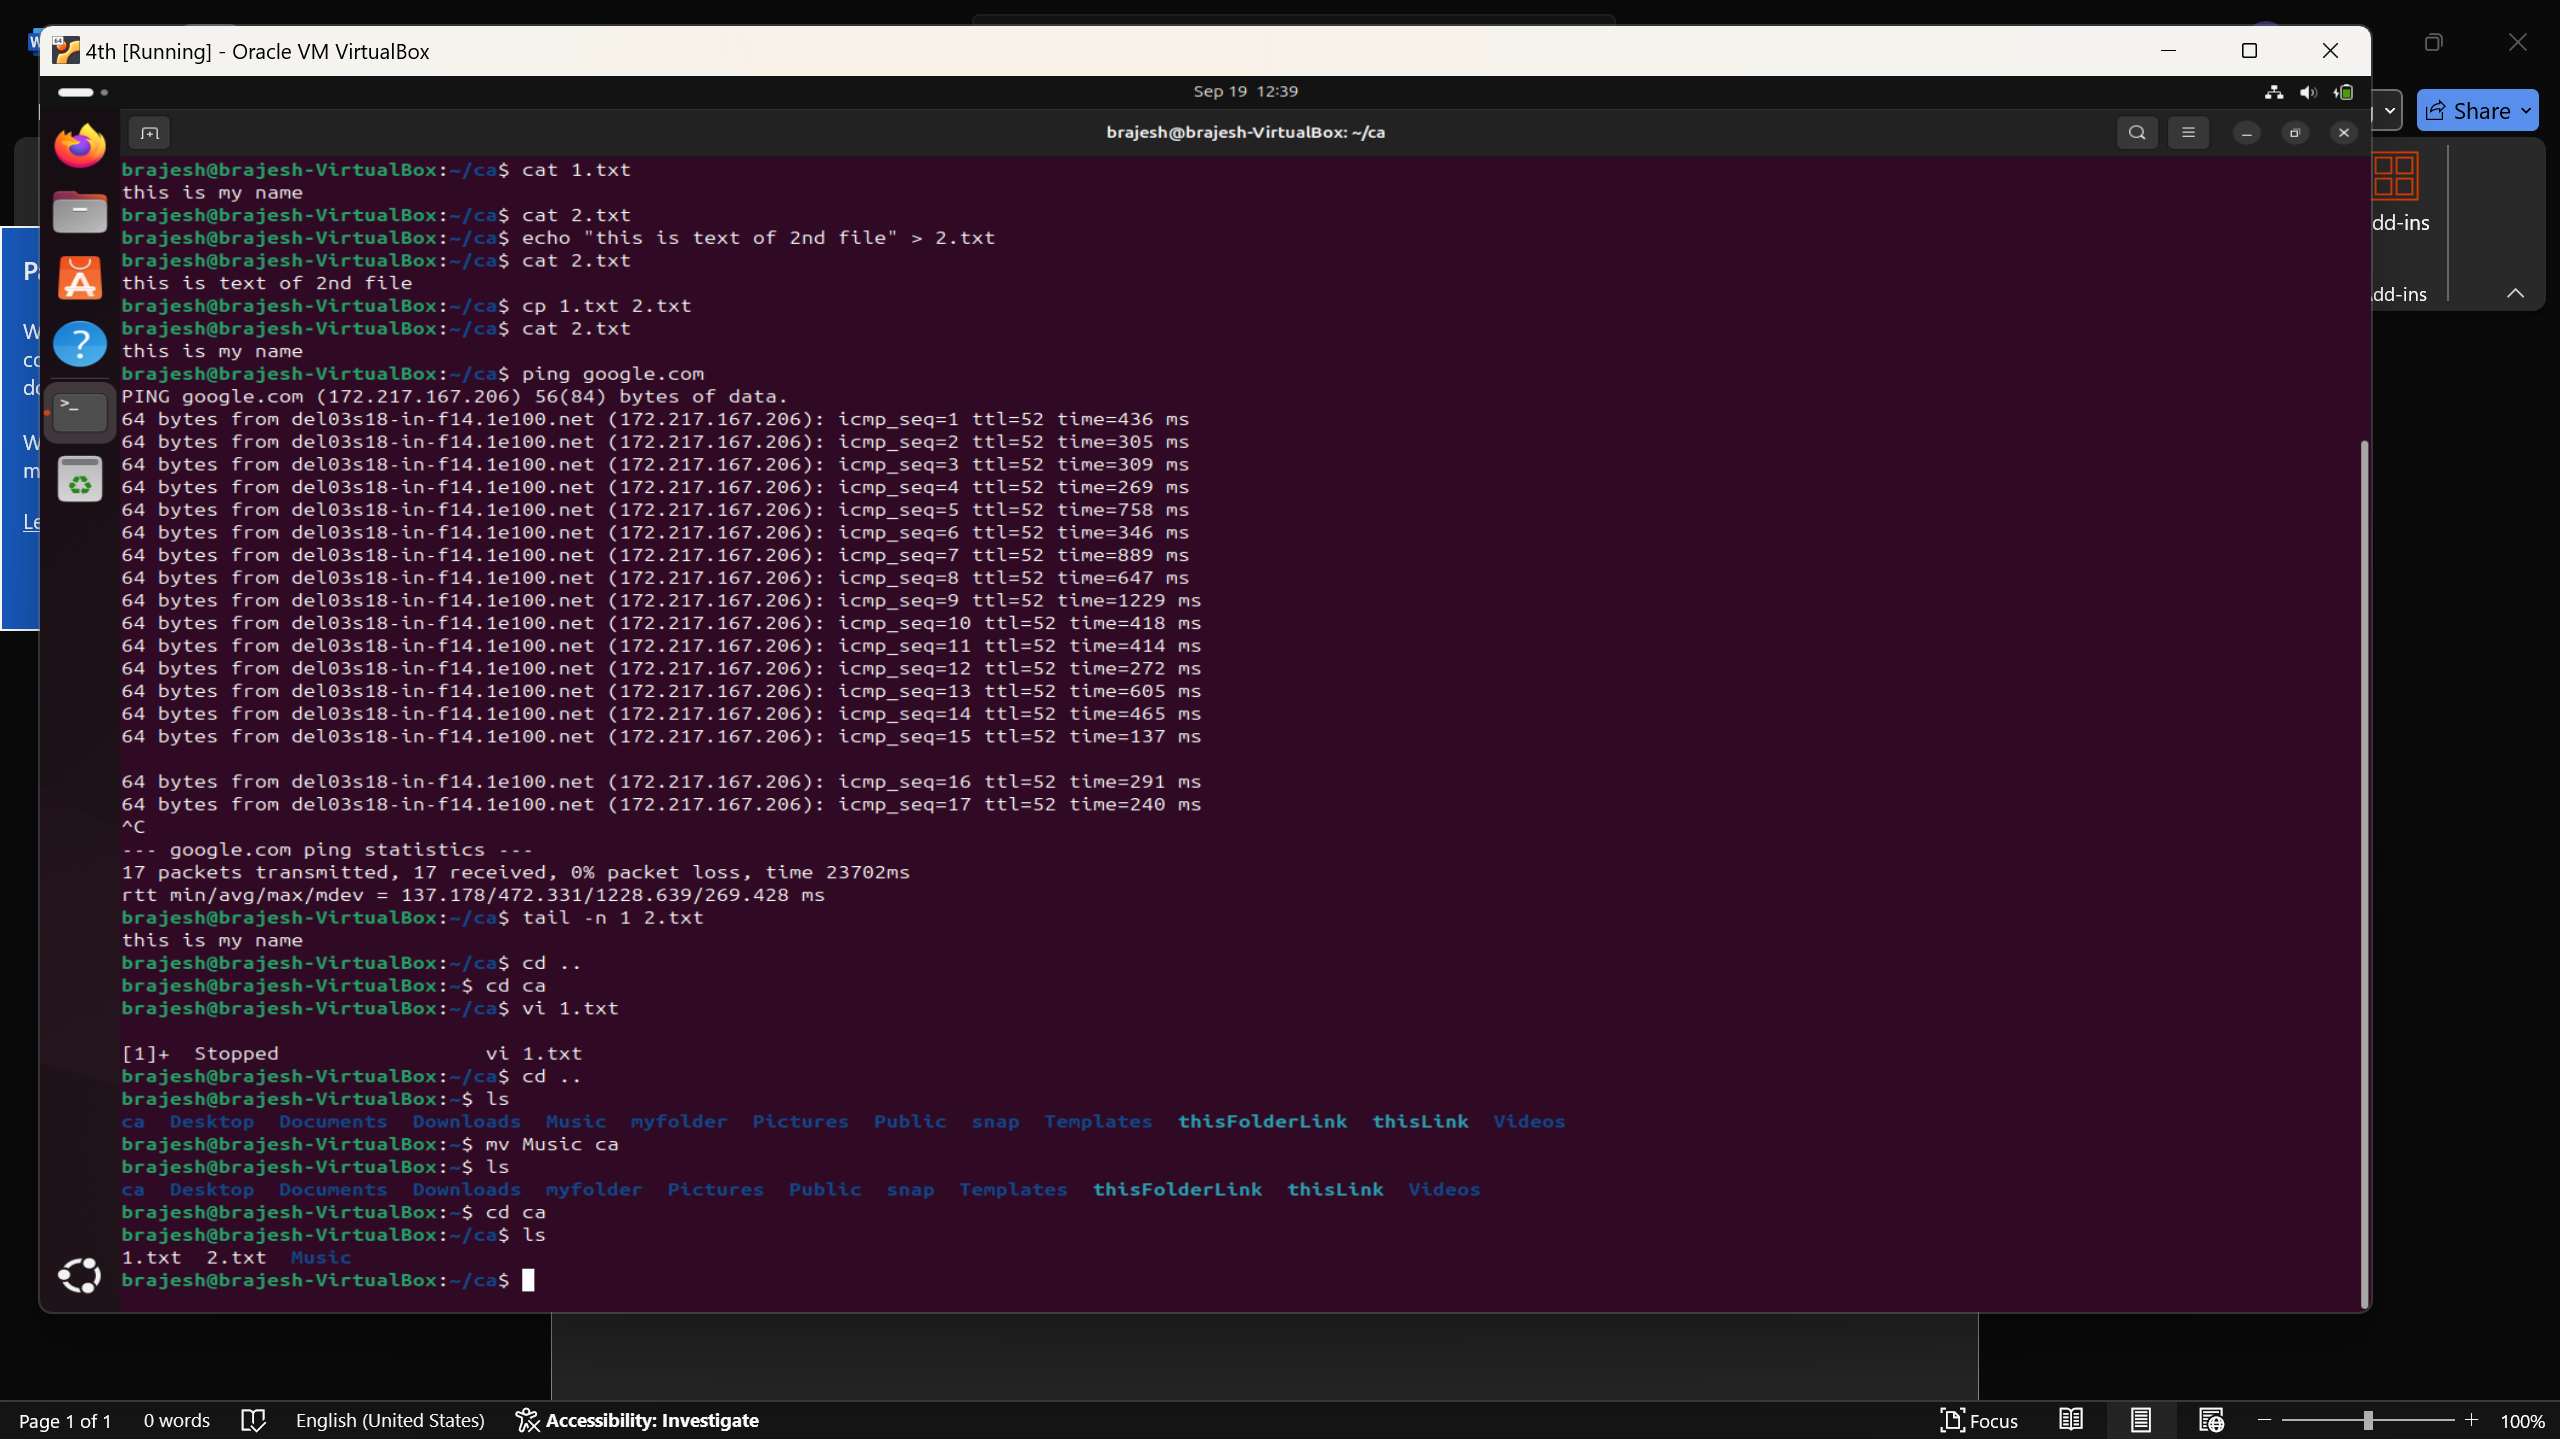 4th [Running] - Oracle VM VirtualBox
Sep 19 12:39
brajesh@brajesh-VirtualBox: ~/ca
Share
brajesh@brajesh-VirtualBox:~/ca$ cat 1.txt
this is my name
brajesh@brajesh-VirtualBox:~/ca$ cat 2.txt
brajesh@brajesh-VirtualBox:~/ca$ echo "this is text of 2nd file" > 2.txt
brajesh@brajesh-VirtualBox:~/ca$ cat 2.txt
this is text of 2nd file
brajesh@brajesh-VirtualBox:~/ca$ cp 1.txt 2.txt
brajesh@brajesh-VirtualBox:~/ca$ cat 2.txt
this is my name
brajesh@brajesh-VirtualBox:~/ca$ ping google.com
PING google.com (172.217.167.206) 56(84) bytes of data.
64 bytes from del03s18-in-f14.1e100.net (172.217.167.206): icmp_seq=1 ttl=52 time=436 ms
64 bytes from del03s18-in-f14.1e100.net (172.217.167.206): icmp_seq=2 ttl=52 time=305 ms
64 bytes from del03s18-in-f14.1e100.net (172.217.167.206): icmp_seq=3 ttl=52 time=309 ms
64 bytes from del03s18-in-f14.1e100.net (172.217.167.206): icmp_seq=4 ttl=52 time=269 ms
64 bytes from del03s18-in-f14.1e100.net (172.217.167.206): icmp_seq=5 ttl=52 time=758 ms
64 bytes from del03s18-in-f14.1e100.net (172.217.167.206): icmp_seq=6 ttl=52 time=346 ms
64 bytes from del03s18-in-f14.1e100.net (172.217.167.206): icmp_seq=7 ttl=52 time=889 ms
64 bytes from del03s18-in-f14.1e100.net (172.217.167.206): icmp_seq=8 ttl=52 time=647 ms
64 bytes from del03s18-in-f14.1e100.net (172.217.167.206): icmp_seq=9 ttl=52 time=1229 ms
64 bytes from del03s18-in-f14.1e100.net (172.217.167.206): icmp_seq=10 ttl=52 time=418 ms
64 bytes from del03s18-in-f14.1e100.net (172.217.167.206): icmp_seq=11 ttl=52 time=414 ms
64 bytes from del03s18-in-f14.1e100.net (172.217.167.206): icmp_seq=12 ttl=52 time=272 ms
64 bytes from del03s18-in-f14.1e100.net (172.217.167.206): icmp_seq=13 ttl=52 time=605 ms
64 bytes from del03s18-in-f14.1e100.net (172.217.167.206): icmp_seq=14 ttl=52 time=465 ms
64 bytes from del03s18-in-f14.1e100.net (172.217.167.206): icmp_seq=15 ttl=52 time=137 ms
64 bytes from del03s18-in-f14.1e100.net (172.217.167.206): icmp_seq=16 ttl=52 time=291 ms
64 bytes from del03s18-in-f14.1e100.net (172.217.167.206): icmp_seq=17 ttl=52 time=240 ms
^C
--- google.com ping statistics ---
17 packets transmitted, 17 received, 0% packet loss, time 23702ms
rtt min/avg/max/mdev = 137.178/472.331/1228.639/269.428 ms
brajesh@brajesh-VirtualBox:~/ca$ tail -n 1 2.txt
this is my name
brajesh@brajesh-VirtualBox:~/ca$ cd ..
brajesh@brajesh-VirtualBox:~$ cd ca
brajesh@brajesh-VirtualBox:~/ca$ vi 1.txt
[1]+  Stopped                 vi 1.txt
brajesh@brajesh-VirtualBox:~/ca$ cd ..
brajesh@brajesh-VirtualBox:~$ ls
ca  Desktop  Documents  Downloads  Music  myfolder  Pictures  Public  snap  Templates  thisFolderLink  thisLink  Videos
brajesh@brajesh-VirtualBox:~$ mv Music ca
brajesh@brajesh-VirtualBox:~$ ls
ca  Desktop  Documents  Downloads  myfolder  Pictures  Public  snap  Templates  thisFolderLink  thisLink  Videos
brajesh@brajesh-VirtualBox:~$ cd ca
brajesh@brajesh-VirtualBox:~/ca$ ls
1.txt  2.txt  Music
brajesh@brajesh-VirtualBox:~/ca$
dd-ins
dd-ins
Page 1 of 1 0 words English (United States) Accessibility: Investigate Focus 100%